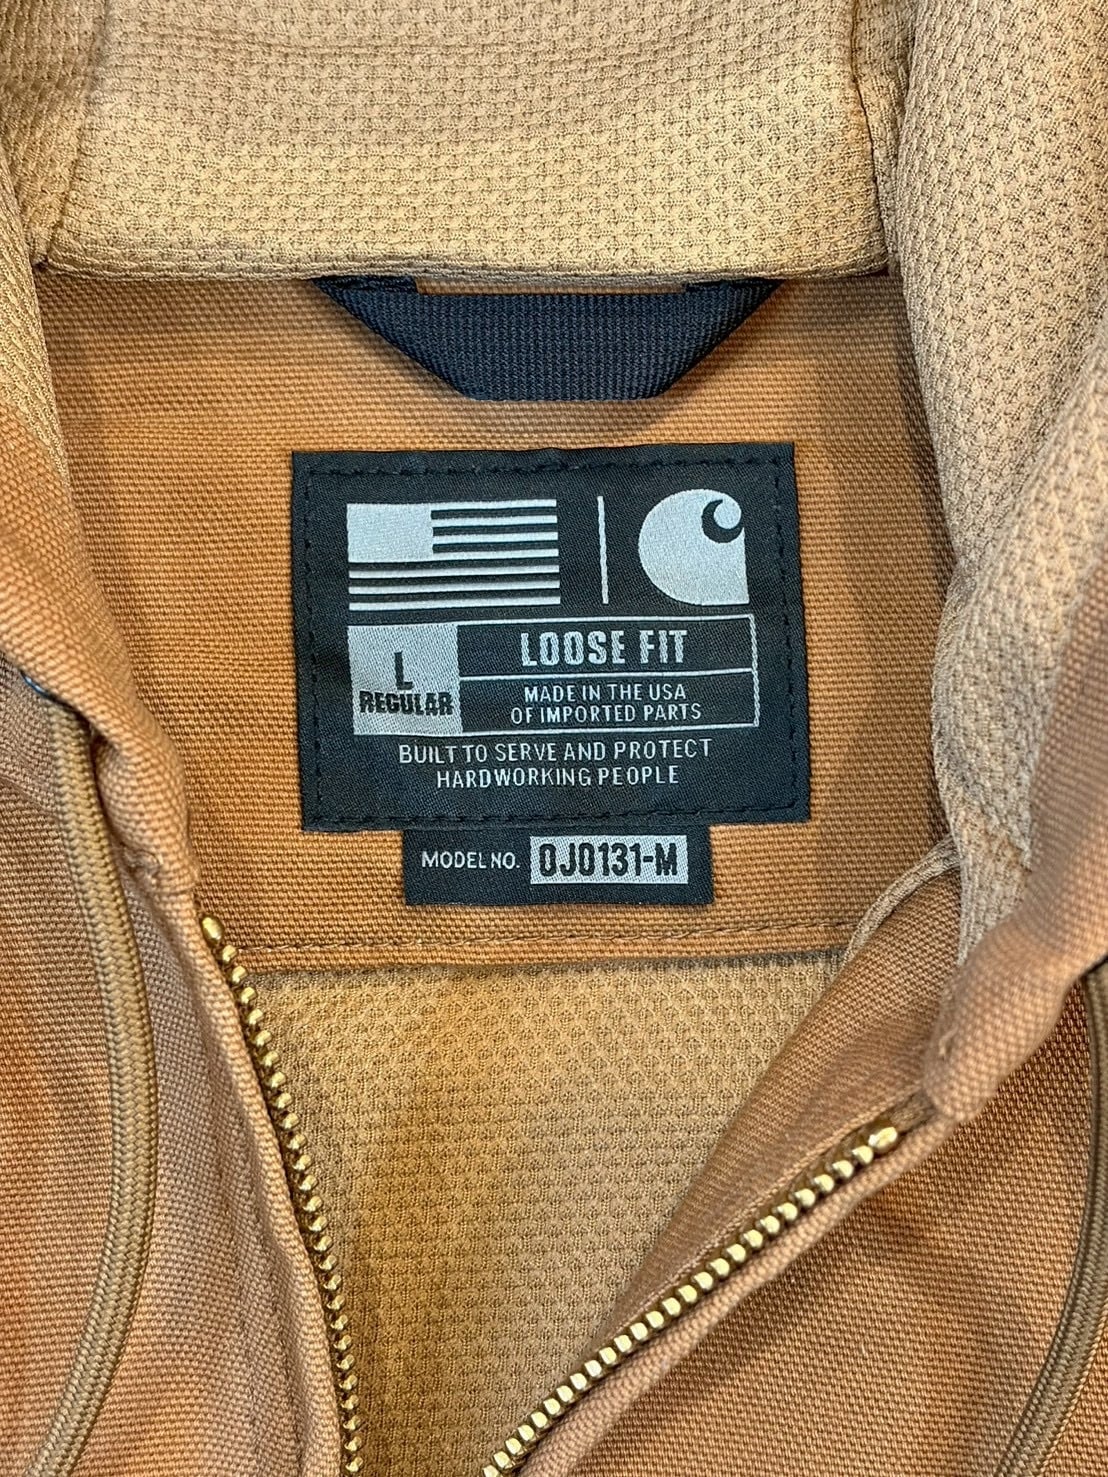 LOOSE FIT
L
REGULAR
MADE IN THE USA
OF IMPORTED PARTS
BUILT TO SERVE AND PROTECT
HARDWORKING PEOPLE
MODEL NO. OJ0131-M